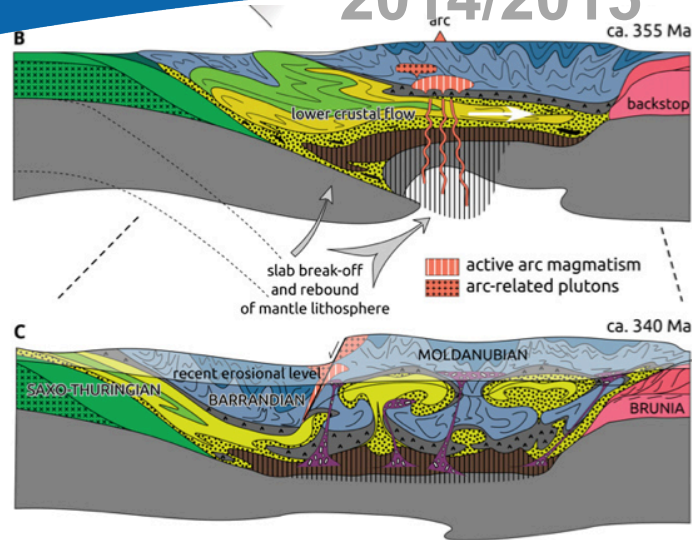 2014/2015
arc
B
ca. 355 Ma
backstop
lower crustal flow
slab break-off
and rebound
of mantle lithosphere
active arc magmatism
arc-related plutons
C
ca. 340 Ma
MOLDANUBIAN
recent erosional level
SAXO-THURINGIAN
BARRANDIAN
BRUNIA